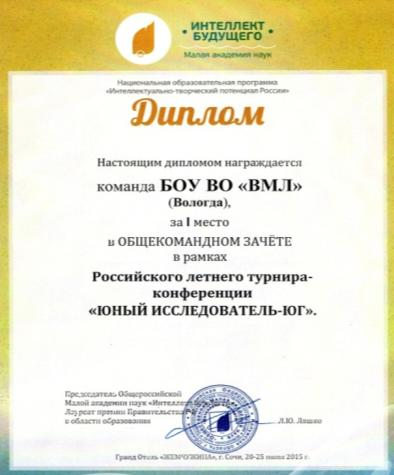 ИНТЕЛЛЕКТ
БУДУЩЕГО
Малая академия наук
Национальная образовательная программа
«Интеллектуально-творческий потенциал России»
Диплом
Настоящим дипломом награждается
команда БОУ ВО «ВМЛ»
(Вологда),
за I место
в ОБЩЕКОМАНДНОМ ЗАЧЁТЕ
в рамках
Российского летнего турнира-
конференции
«ЮНЫЙ ИССЛЕДОВАТЕЛЬ-ЮГ».
Председатель Общероссийской
Малой академии наук «Интеллект
Лауреат премии Правительства РФ
в области образования
Л.Ю. Ляшко
Гранд Отель «ЖЕМЧУЖИНА», г. Сочи, 20-25 июня 2015 г.